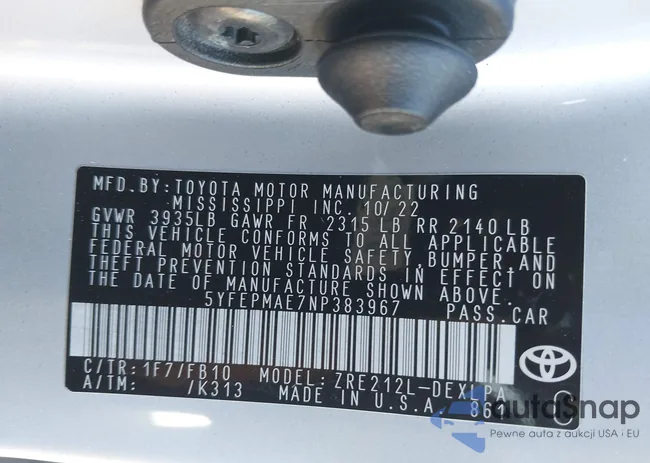 MFD.BY: TOYOTA MOTOR MANUFACTURING
MISSISSIPPI INC. 10/22
GVWR 3935LB GAWR FR 2315 LB RR 2140 LB
THIS VEHICLE CONFORMS TO ALL APPLICABLE
FEDERAL MOTOR VEHICLE SAFETY, BUMPER, AND
THEFT PREVENTION STANDARDS IN EFFECT ON
THE DATE OF MANUFACTURE SHOWN ABOVE.
5YFEPMAE7NP383967 PASS.CAR
C/TR: 1F7/FB10 MODEL: ZRE212L-
A/TM: /K313 MADE IN U.S.A. 86
TOYOTA
autoSnap
Pewne auta z aukcji USA i EU